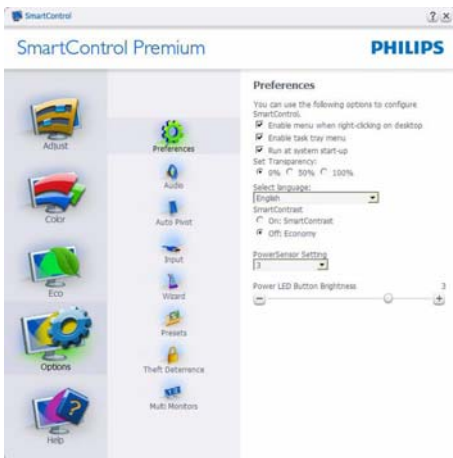 SmartControl
SmartControl Premium
PHILIPS
Adjust
Color
Eco
Options
Help
Preferences
Audio
Auto Pivot
Input
Wizard
Presets
Theft Deterrence
Multi Monitors
Preferences
You can use the following options to configure
SmartControl.
Enable menu when right-clicking on desktop
Enable task tray menu
Run at system start-up
Set Transparency:
0% 50% 100%
Select language:
English
SmartContrast
On: SmartContrast
Off: Economy
PowerSensor Setting
3
Power LED Button Brightness 3